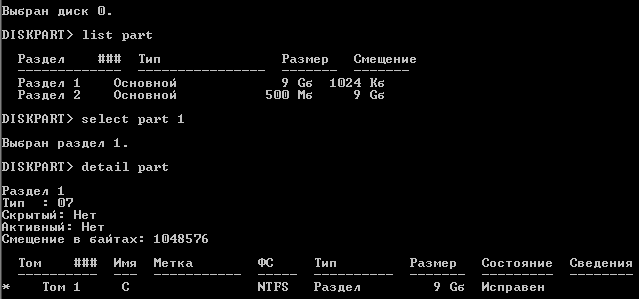 Выбран диск 0.
DISKPART> list part
Раздел ### Тип Размер Смещение
------------- ---------------- ------- -------
Раздел 1 Основной 9 Gб 1024 Kб
Раздел 2 Основной 500 Mб 9 Gб
DISKPART> select part 1
Выбран раздел 1.
DISKPART> detail part
Раздел 1
Тип : 07
Скрытый: Нет
Активный: Нет
Смещение в байтах: 1048576
Том ### Имя Метка ФС Тип Размер Состояние Сведения
---------- --- ----------- ----- ---------- ------- --------- --------
* Том 1 C NTFS Раздел 9 Gб Исправен